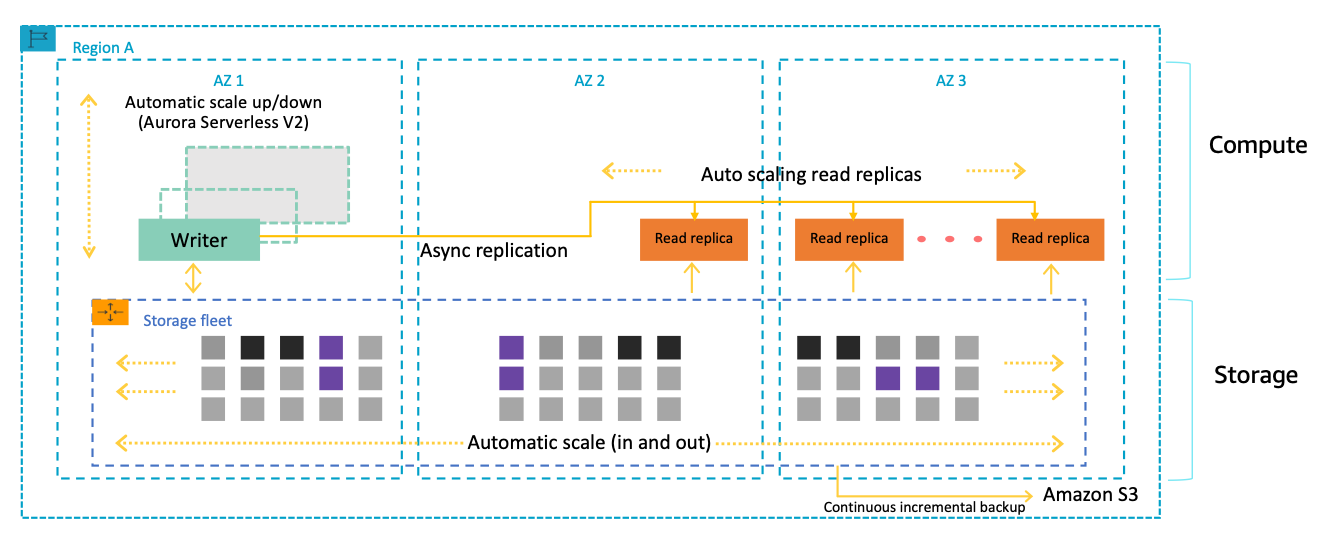 Region A
AZ 1
AZ 2
AZ 3
Automatic scale up/down
(Aurora Serverless V2)
Compute
Auto scaling read replicas
Writer
Async replication
Read replica
Read replica
Read replica
Storage fleet
Storage
Automatic scale (in and out)
Amazon S3
Continuous incremental backup